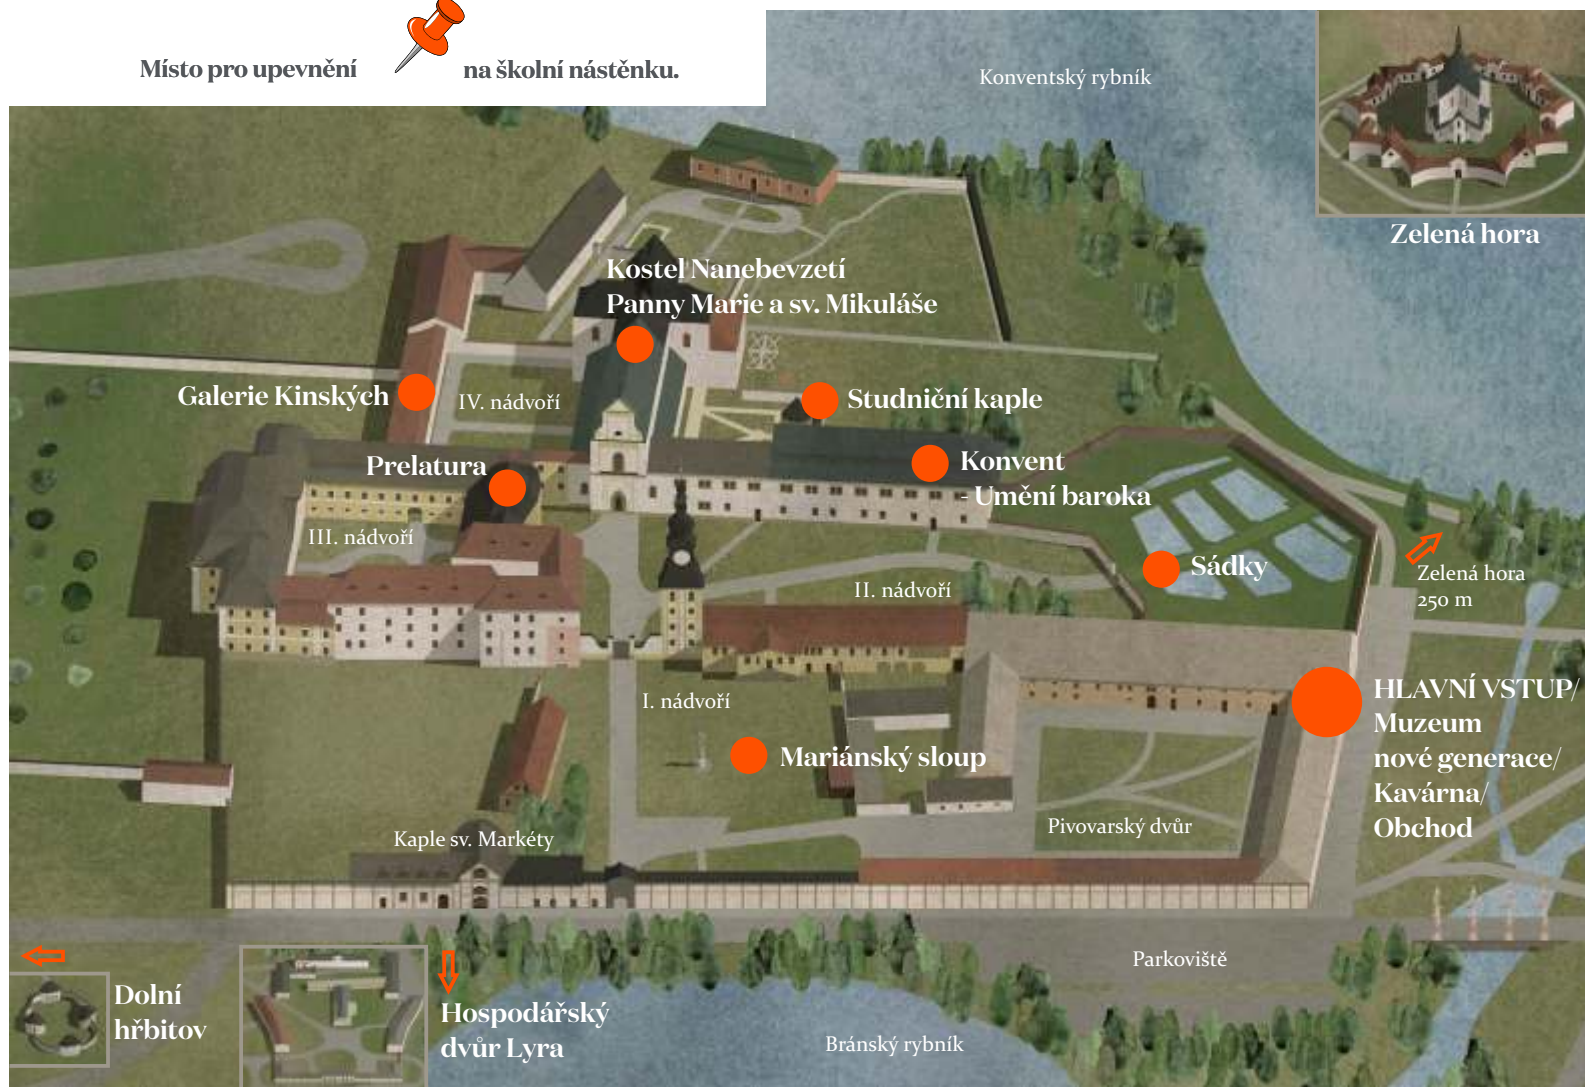 Místo pro upevnění na školní nástěnku.
Konventský rybník
Zelená hora
Kostel Nanebevzetí
Panny Marie a sv. Mikuláše
Galerie Kinských
IV. nádvoří
Studniční kaple
Prelatura
Konvent
- Umění baroka
III. nádvoří
Sádky
Zelená hora
250 m
II. nádvoří
I. nádvoří
HLAVNÍ VSTUP/
Muzeum
nové generace/
Kavárna/
Obchod
Mariánský sloup
Pivovarský dvůr
Kaple sv. Markéty
Parkoviště
Dolní
hřbitov
Hospodářský
dvůr Lyra
Bránský rybník